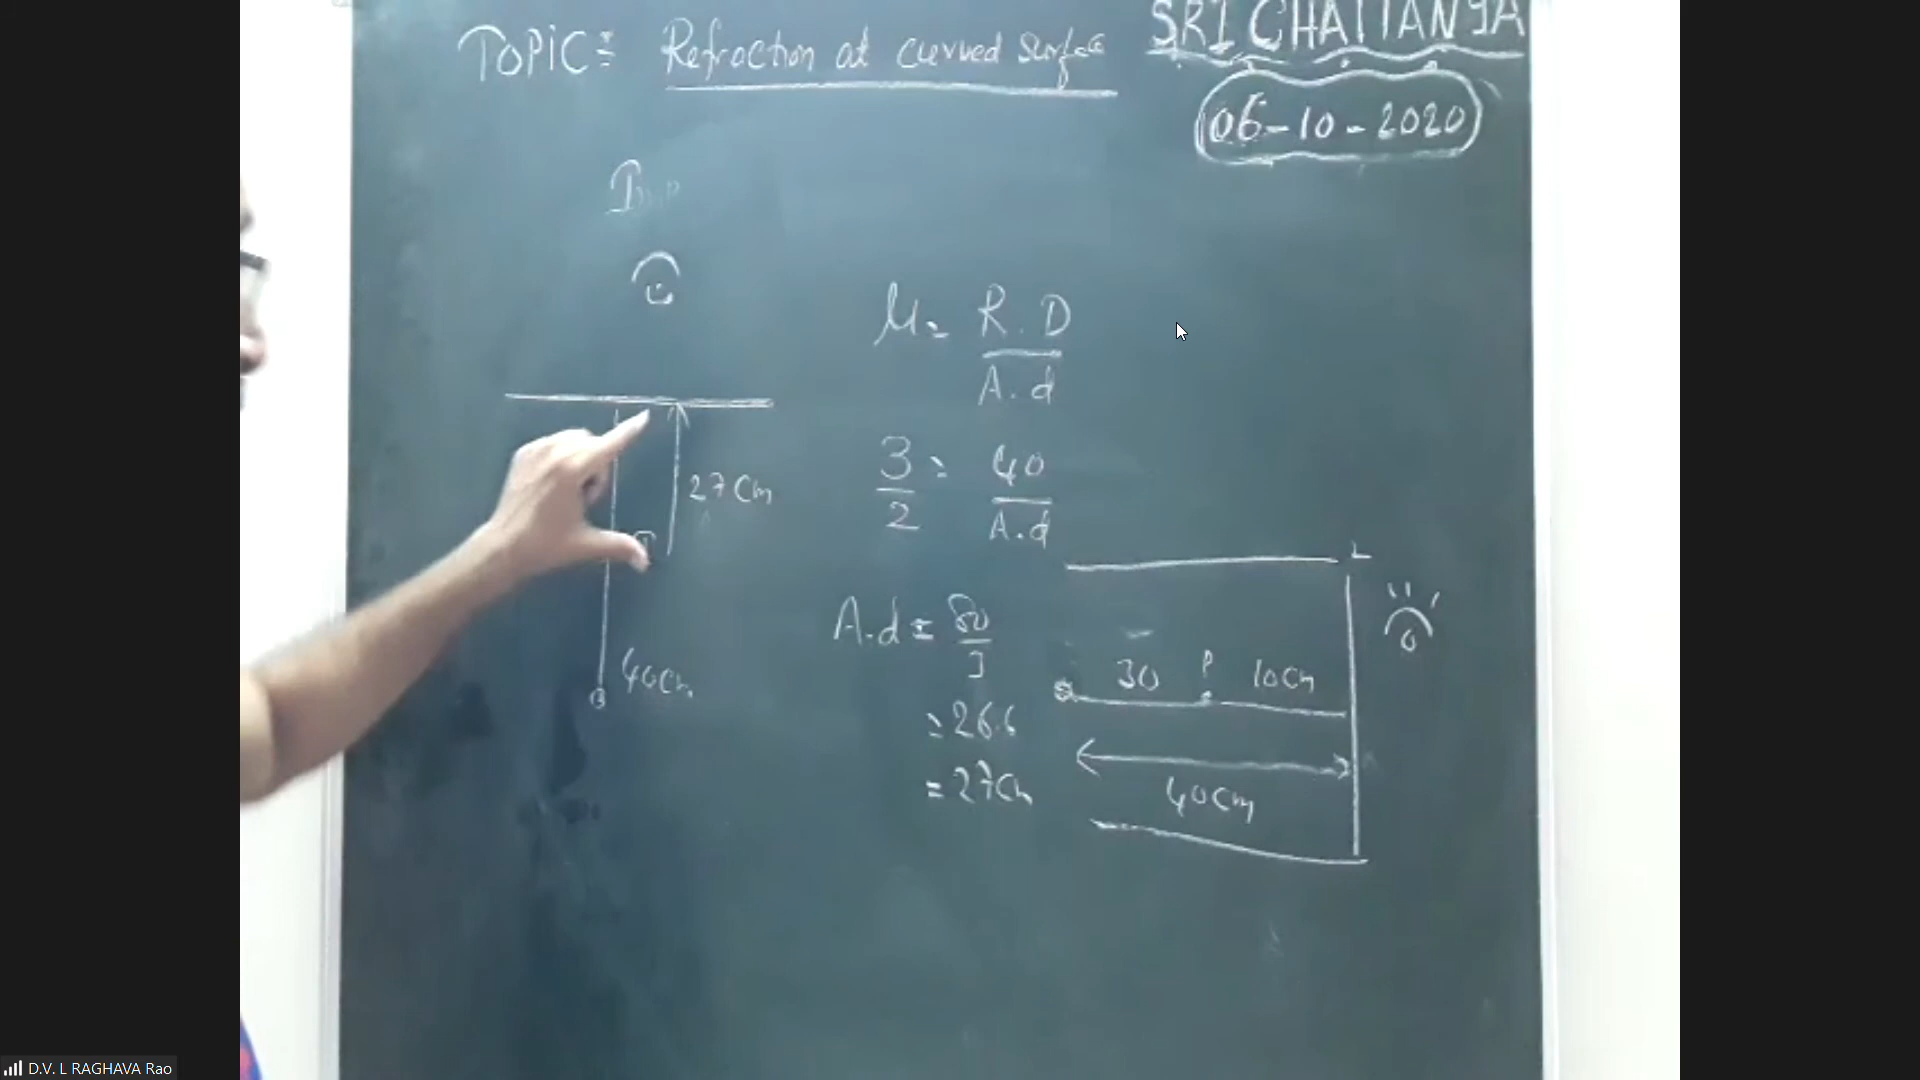 TOPIC:
Refraction at curved surface
SRI CHAITANYA
06-10-2020
27 Cm
40Cm
μ = R.D / A.d
3/2 = 40 / A.d
A.d = 80/3
= 26.6
= 27Cm
L
30 P 10Cm
40Cm
D.V. L RAGHAVA Rao